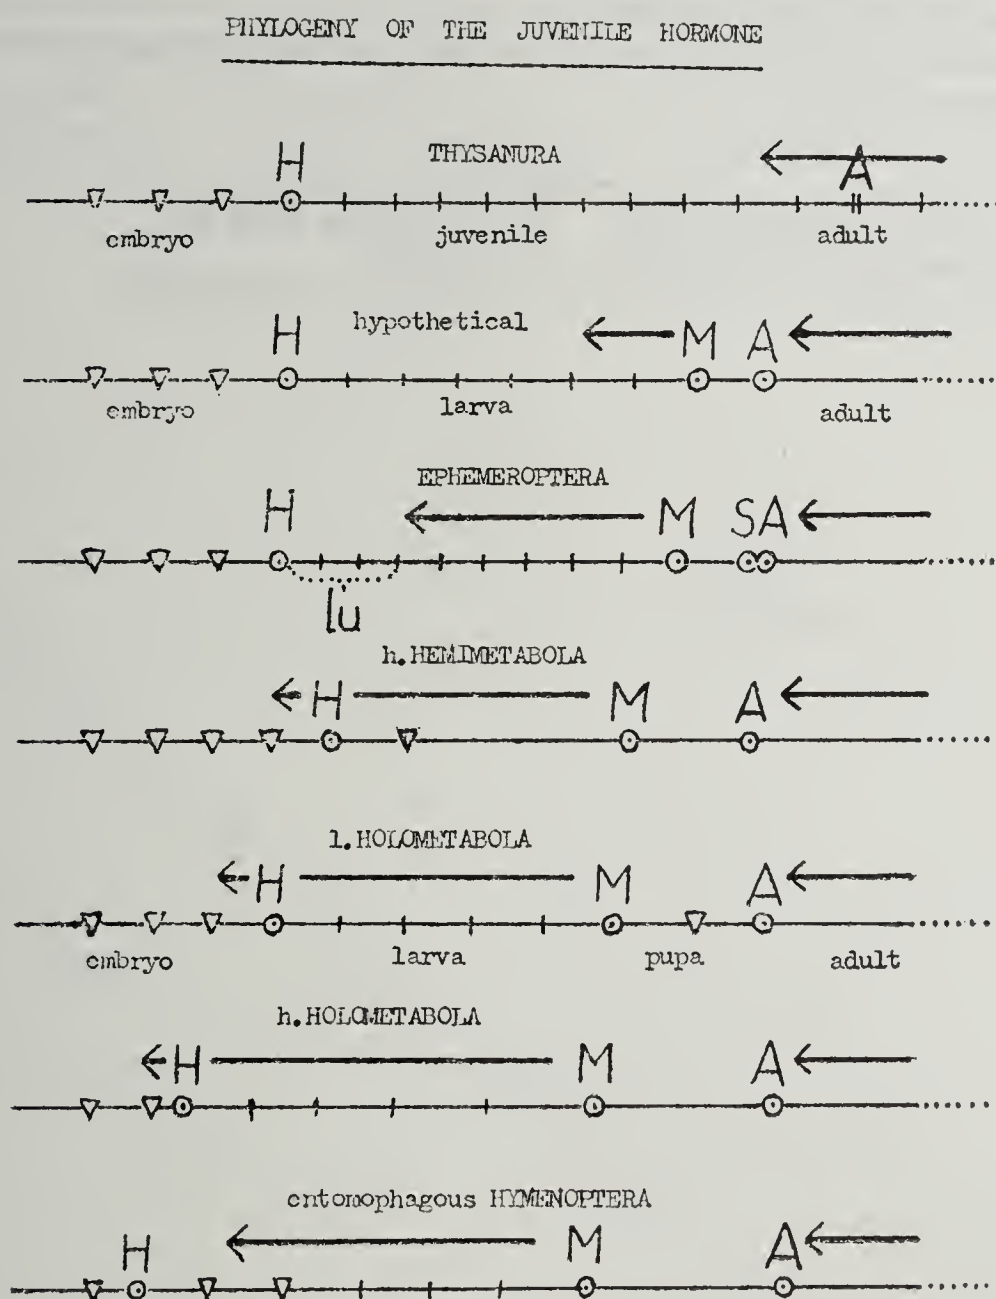 PHYLOGENY OF THE JUVENILE HORMONE
H THYSANURA A
embryo juvenile adult
H hypothetical M A
embryo larva adult
EPHEMEROPTERA
H M SA
lu
h.HEMIMETABOLA
H M A
l.HOLOMETABOLA
H M A
embryo larva pupa adult
h.HOLOMETABOLA
H M A
entomophagous HYMENOPTERA
H M A